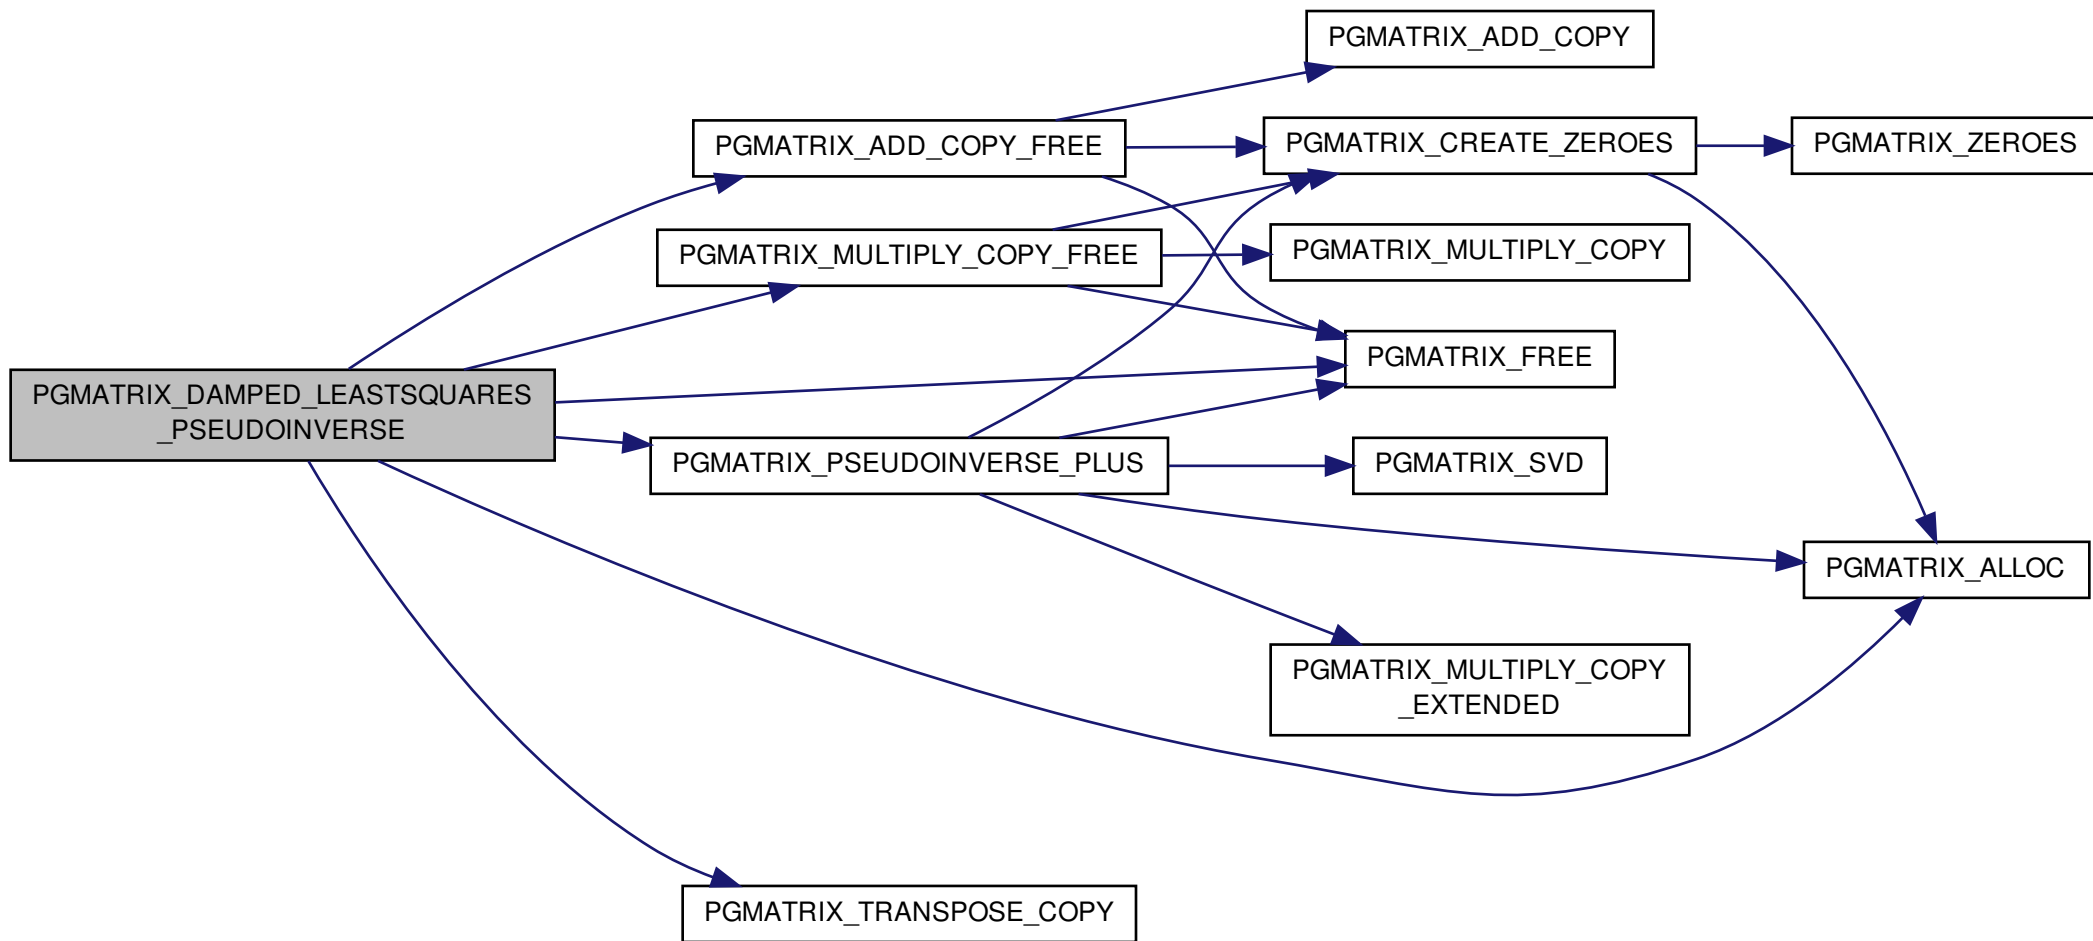 PGMATRIX_ADD_COPY
PGMATRIX_ADD_COPY_FREE
PGMATRIX_CREATE_ZEROES
PGMATRIX_ZEROES
PGMATRIX_MULTIPLY_COPY_FREE
PGMATRIX_MULTIPLY_COPY
PGMATRIX_FREE
PGMATRIX_DAMPED_LEASTSQUARES
_PSEUDOINVERSE
PGMATRIX_PSEUDOINVERSE_PLUS
PGMATRIX_SVD
PGMATRIX_ALLOC
PGMATRIX_MULTIPLY_COPY
_EXTENDED
PGMATRIX_TRANSPOSE_COPY